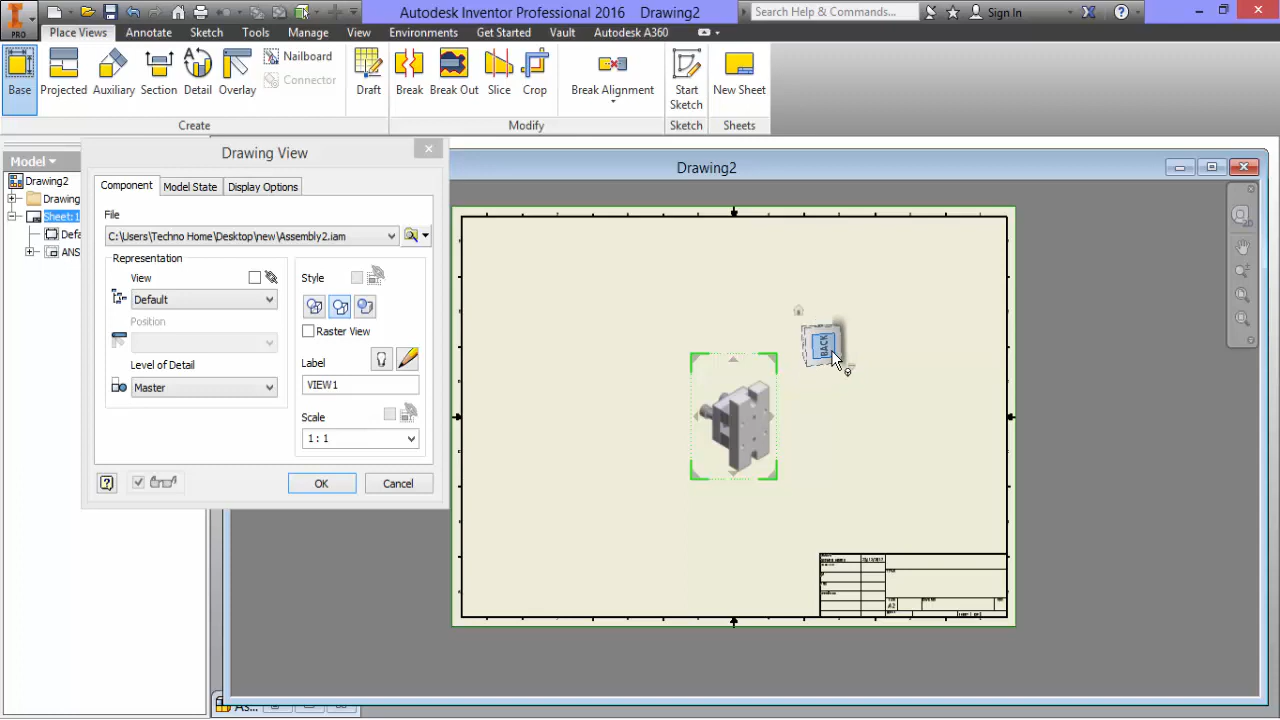 Autodesk Inventor Professional 2016 Drawing2
Search Help & Commands...
Sign In
PRO
Place Views
Annotate
Sketch
Tools
Manage
View
Environments
Get Started
Vault
Autodesk A360
Base
Projected
Auxiliary
Section
Detail
Overlay
Nailboard
Connector
Draft
Break
Break Out
Slice
Crop
Break Alignment
Start
Sketch
New Sheet
Create
Modify
Sketch
Sheets
Model
Drawing2
Drawing
Sheet:1
Defa
ANS
Drawing View
Component
Model State
Display Options
File
C:\Users\Techno Home\Desktop\new\Assembly2.iam
Representation
View
Default
Position
Level of Detail
Master
Style
Raster View
Label
VIEW1
Scale
1 : 1
OK
Cancel
Drawing2
BACK
A2
2D
As...